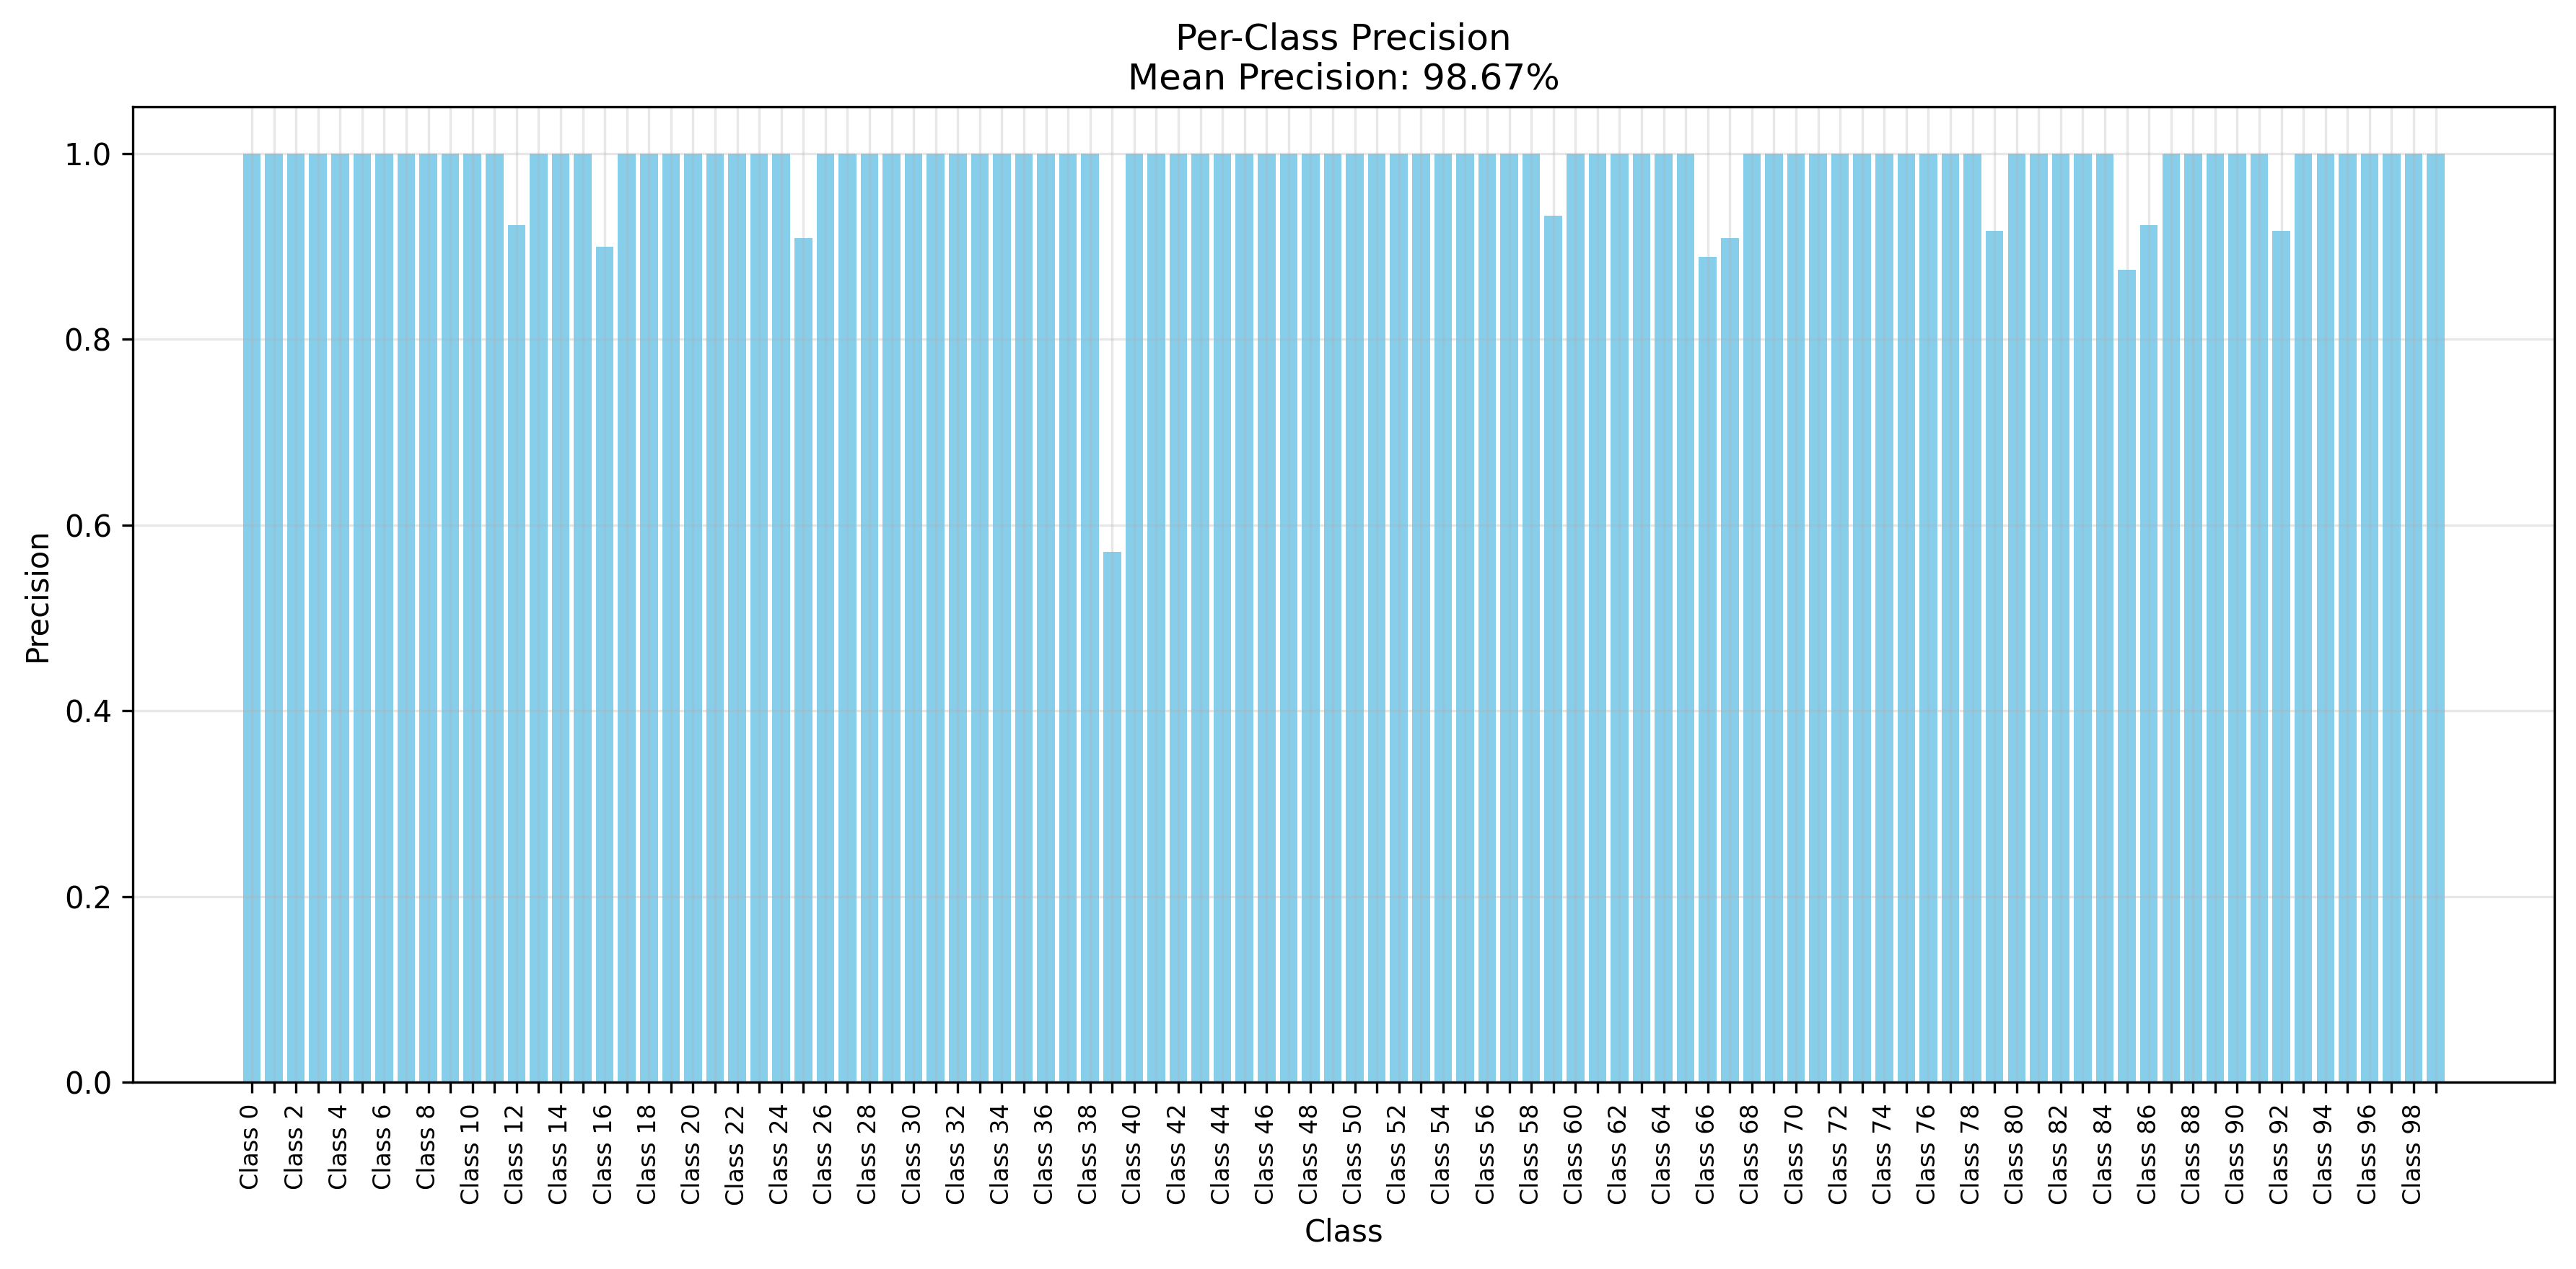 Per-Class Precision
Mean Precision: 98.67%
Precision
1.0
0.8
0.6
0.4
0.2
0.0
Class 0
Class 2
Class 4
Class 6
Class 8
Class 10
Class 12
Class 14
Class 16
Class 18
Class 20
Class 22
Class 24
Class 26
Class 28
Class 30
Class 32
Class 34
Class 36
Class 38
Class 40
Class 42
Class 44
Class 46
Class 48
Class 50
Class 52
Class 54
Class 56
Class 58
Class 60
Class 62
Class 64
Class 66
Class 68
Class 70
Class 72
Class 74
Class 76
Class 78
Class 80
Class 82
Class 84
Class 86
Class 88
Class 90
Class 92
Class 94
Class 96
Class 98
Class